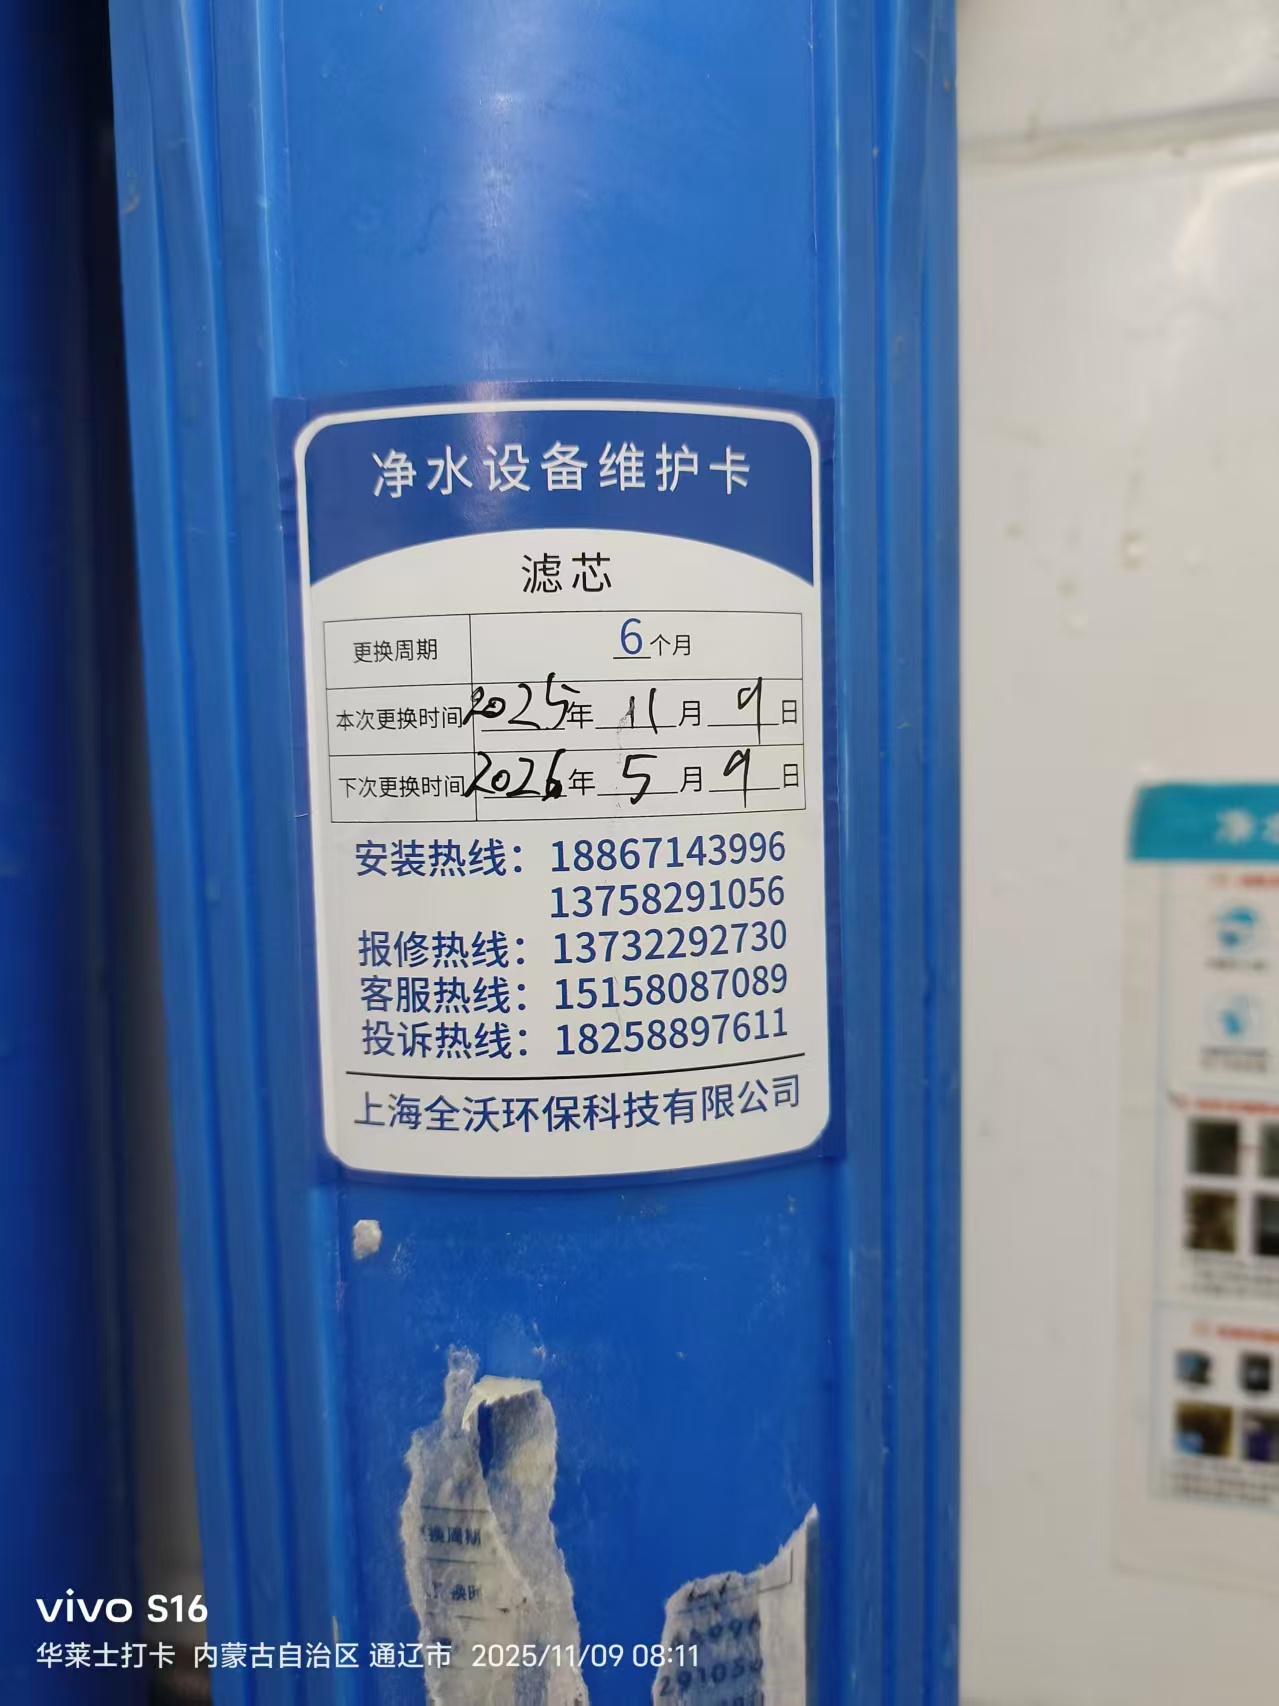 净水设备维护卡
滤芯
更换周期 6个月
本次更换时间 2025年 11月 9日
下次更换时间 2026年 5月 9日
安装热线：18867143996
13758291056
报修热线：13732292730
客服热线：15158087089
投诉热线：18258897611
上海全沃环保科技有限公司
换周期
291056
vivo S16
华莱士打卡 内蒙古自治区 通辽市 2025/11/09 08:11